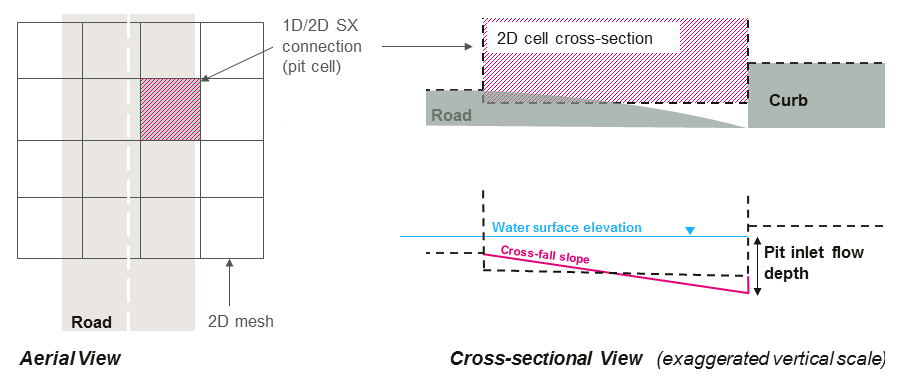 1D/2D SX
connection
(pit cell)
2D cell cross-section
Road
Curb
Water surface elevation
Cross-fall slope
Pit inlet flow
depth
Road
2D mesh
Aerial View
Cross-sectional View (exaggerated vertical scale)